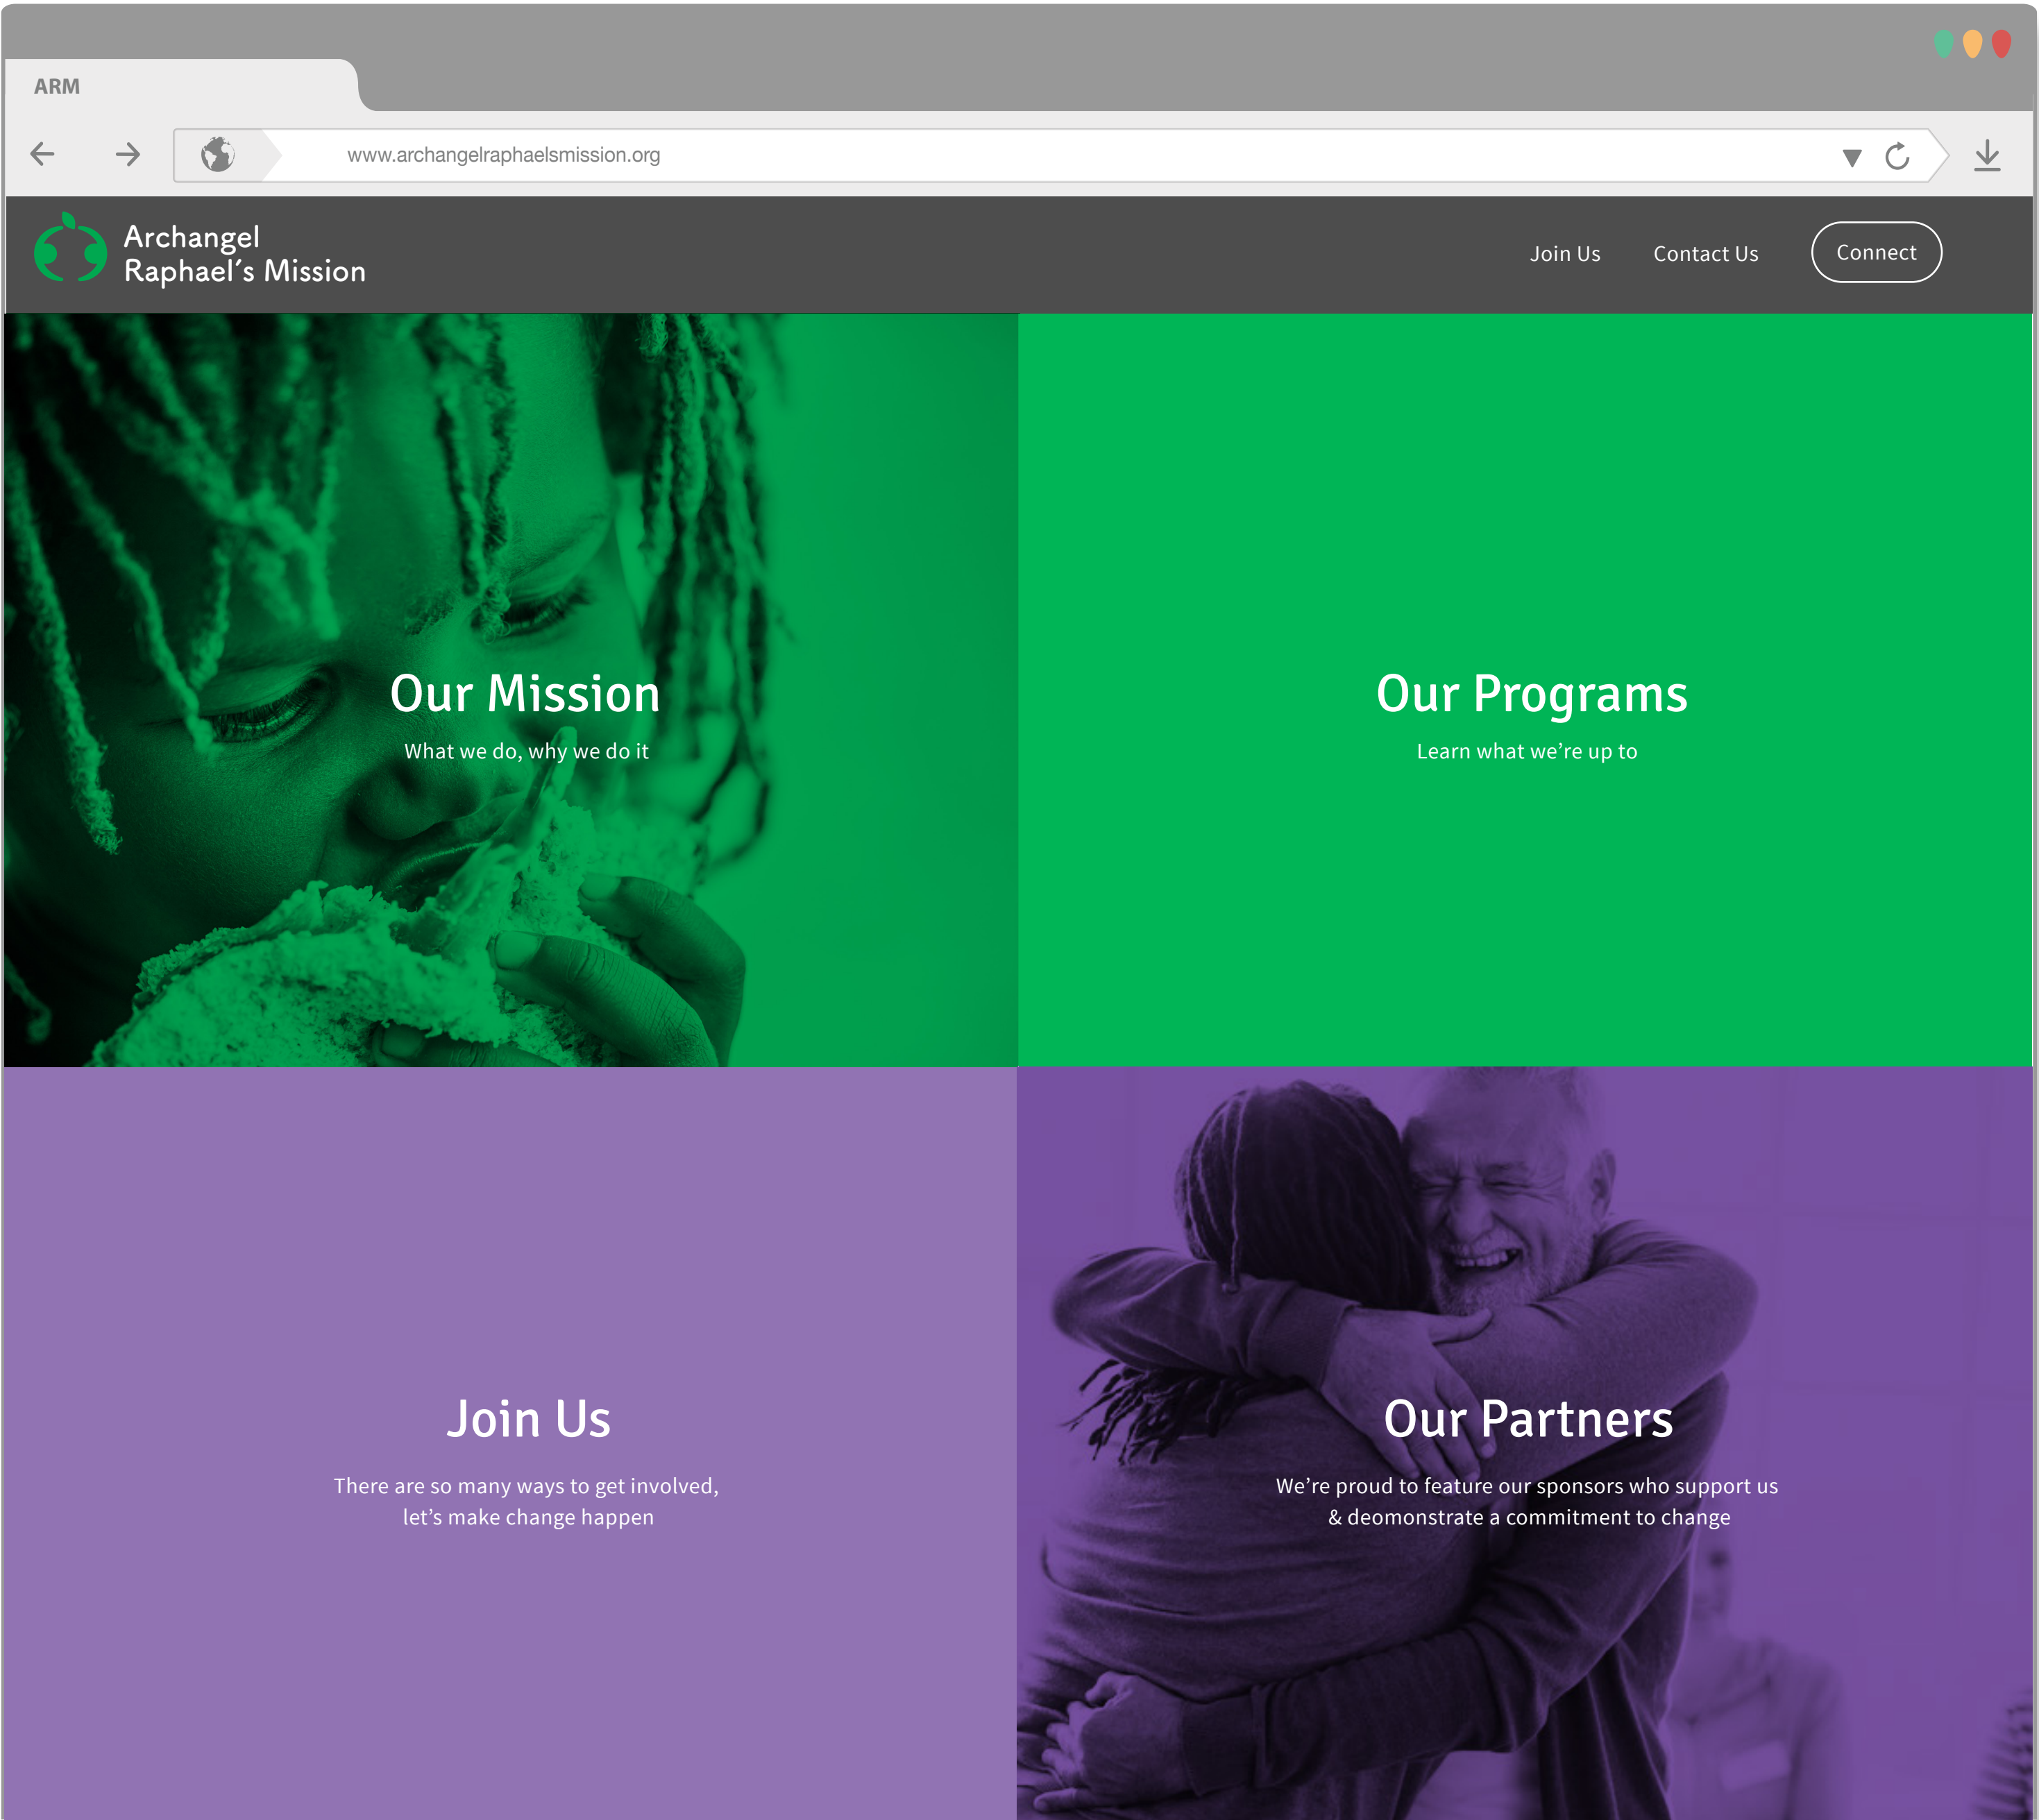 ARM
www.archangelraphaelsmission.org
Archangel
Raphael's Mission
Join Us
Contact Us
Connect
Our Mission
What we do, why we do it
Our Programs
Learn what we’re up to
Join Us
There are so many ways to get involved,
let’s make change happen
Our Partners
We’re proud to feature our sponsors who support us
& deomonstrate a commitment to change